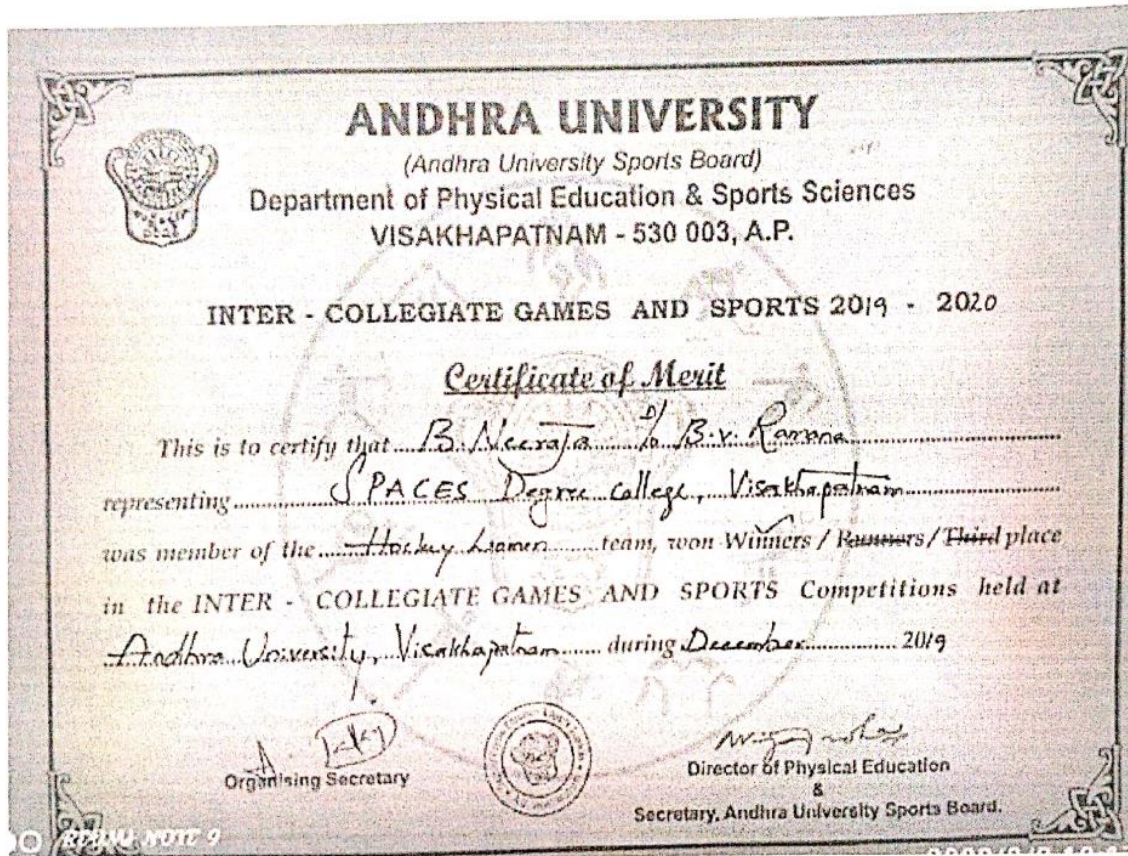 ANDHRA UNIVERSITY
(Andhra University Sports Board)
Department of Physical Education & Sports Sciences
VISAKHAPATNAM - 530 003, A.P.
INTER - COLLEGIATE GAMES AND SPORTS 2019 - 2020
Certificate of Merit
This is to certify that B. Neeraja D/o B.V. Ramana
representing SPACES Degree college, Visakhapatnam
was member of the Hockey women team, won Winners / Runners / Third place
in the INTER - COLLEGIATE GAMES AND SPORTS Competitions held at
Andhra University, Visakhapatnam during December 2019
Organising Secretary
Director of Physical Education
&
Secretary, Andhra University Sports Board.
REDMI NOTE 9